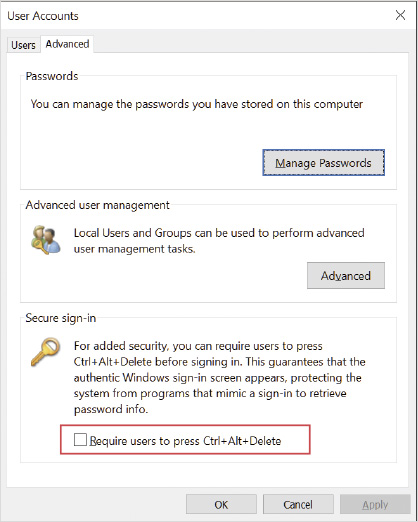 User Accounts
Users Advanced
Passwords
You can manage the passwords you have stored on this computer
Manage Passwords
Advanced user management
Local Users and Groups can be used to perform advanced
user management tasks.
Advanced
Secure sign-in
For added security, you can require users to press
Ctrl+Alt+Delete before signing in. This guarantees that the
authentic Windows sign-in screen appears, protecting the
system from programs that mimic a sign-in to retrieve
password info.
Require users to press Ctrl+Alt+Delete
OK Cancel Apply